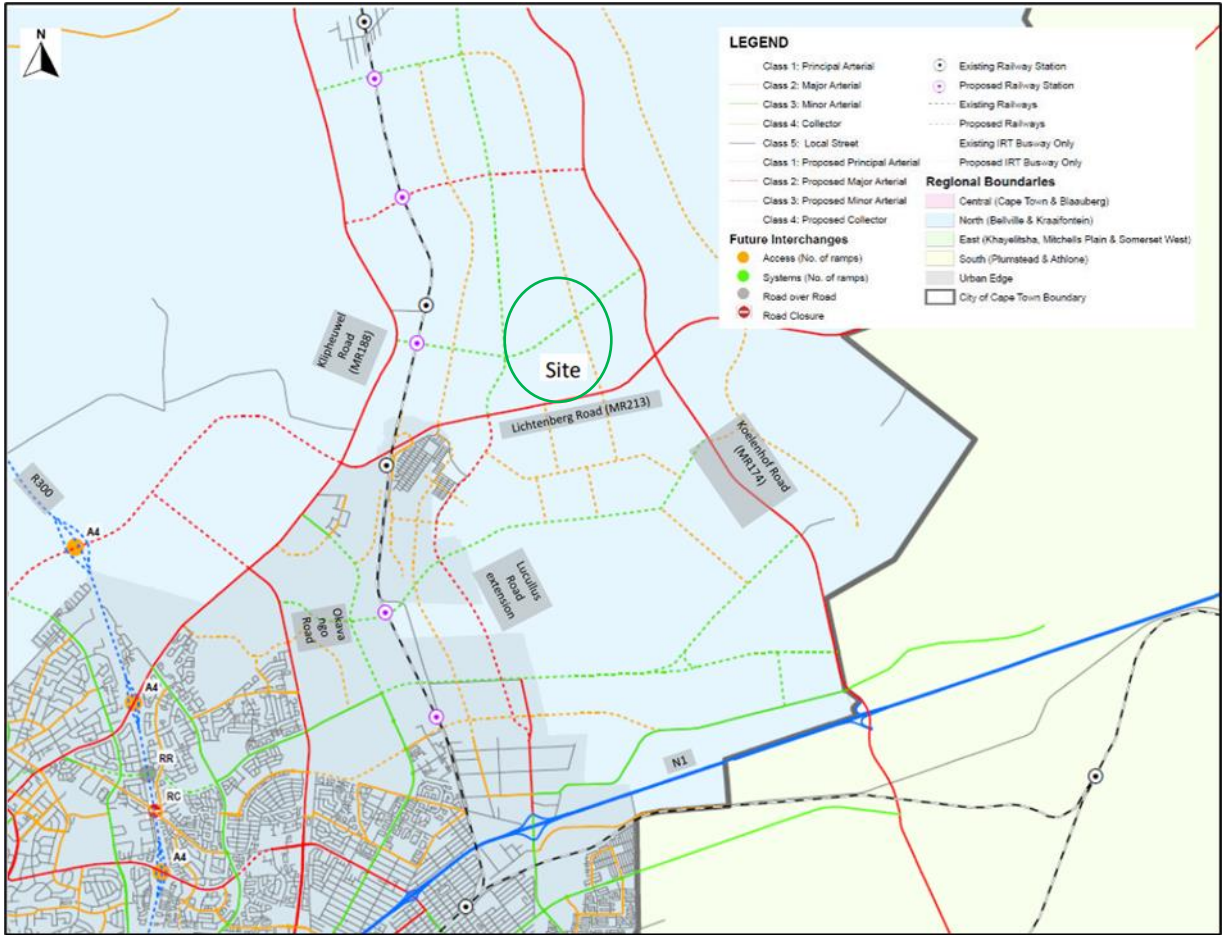 N
LEGEND
Class 1: Principal Arterial
Class 2: Major Arterial
Class 3: Minor Arterial
Class 4: Collector
Class 5: Local Street
Class 1: Proposed Principal Arterial
Class 2: Proposed Major Arterial
Class 3: Proposed Minor Arterial
Class 4: Proposed Collector
Future Interchanges
Access (No. of ramps)
Systems (No. of ramps)
Road over Road
Road Closure
Existing Railway Station
Proposed Railway Station
Existing Railways
Proposed Railways
Existing IRT Busway Only
Proposed IRT Busway Only
Regional Boundaries
Central (Cape Town & Blaauberg)
North (Bellville & Kraaifontein)
East (Khayelitsha, Mitchells Plain & Somerset West)
South (Plumstead & Athlone)
Urban Edge
City of Cape Town Boundary
Klipheuwel
Road
(MR188)
Site
Lichtenberg Road (MR213)
Koelenhof Road
(MR174)
R300
A4
Lucullus
Road
extension
Okava
ngo
Road
A4
RR
RC
A4
N1